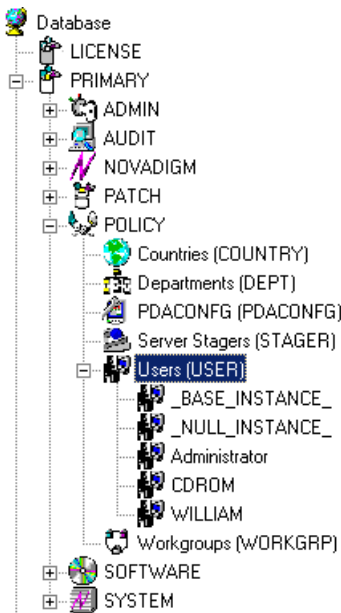 Database
LICENSE
PRIMARY
ADMIN
AUDIT
NOVADIGM
PATCH
POLICY
Countries (COUNTRY)
Departments (DEPT)
PDACONFG (PDACONFG)
Server Stagers (STAGER)
Users (USER)
_BASE_INSTANCE_
_NULL_INSTANCE_
Administrator
CDROM
WILLIAM
Workgroups (WORKGRP)
SOFTWARE
SYSTEM